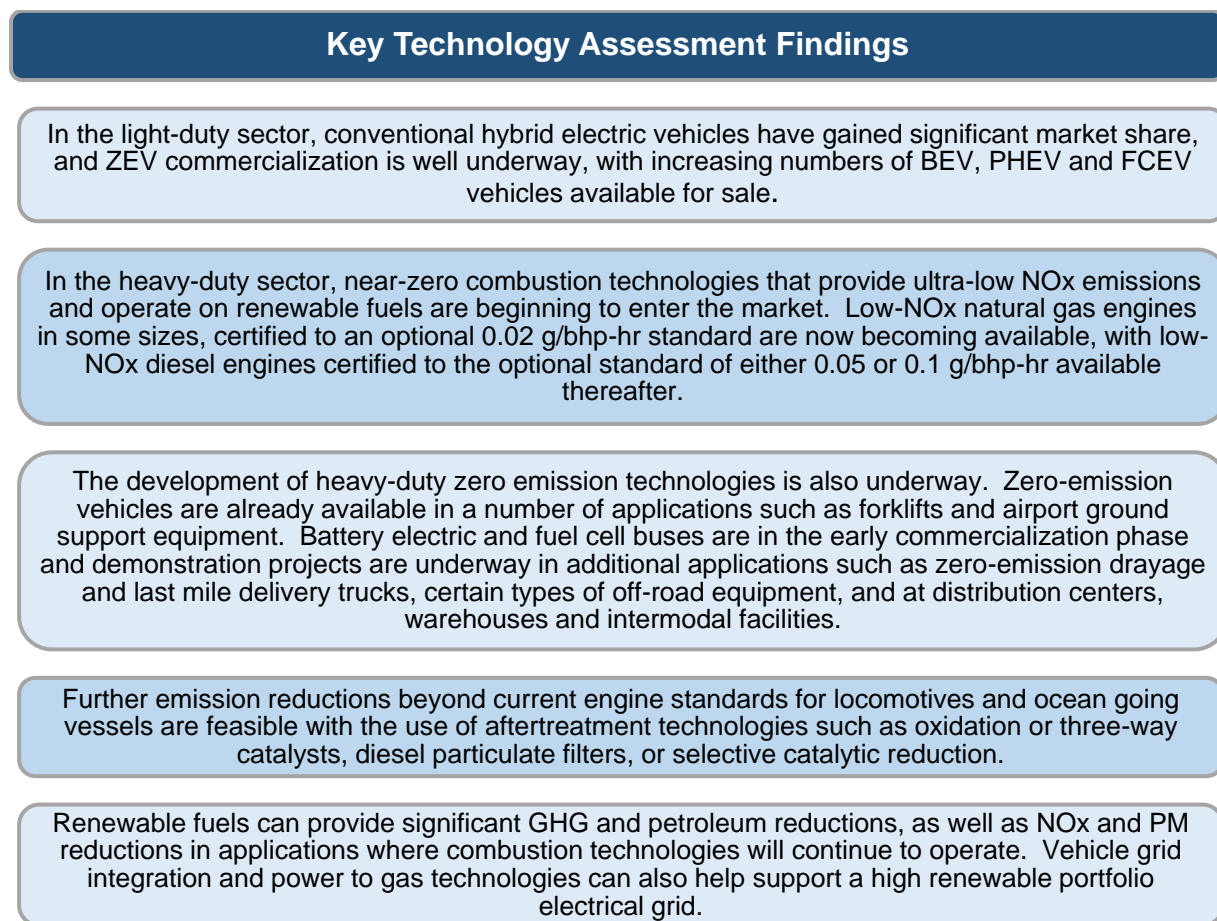 Key Technology Assessment Findings
In the light-duty sector, conventional hybrid electric vehicles have gained significant market share,
and ZEV commercialization is well underway, with increasing numbers of BEV, PHEV and FCEV
vehicles available for sale.
In the heavy-duty sector, near-zero combustion technologies that provide ultra-low NOx emissions
and operate on renewable fuels are beginning to enter the market.  Low-NOx natural gas engines
in some sizes, certified to an optional 0.02 g/bhp-hr standard are now becoming available, with low-
NOx diesel engines certified to the optional standard of either 0.05 or 0.1 g/bhp-hr available
thereafter.
The development of heavy-duty zero emission technologies is also underway.  Zero-emission
vehicles are already available in a number of applications such as forklifts and airport ground
support equipment.  Battery electric and fuel cell buses are in the early commercialization phase
and demonstration projects are underway in additional applications such as zero-emission drayage
and last mile delivery trucks, certain types of off-road equipment, and at distribution centers,
warehouses and intermodal facilities.
Further emission reductions beyond current engine standards for locomotives and ocean going
vessels are feasible with the use of aftertreatment technologies such as oxidation or three-way
catalysts, diesel particulate filters, or selective catalytic reduction.
Renewable fuels can provide significant GHG and petroleum reductions, as well as NOx and PM
reductions in applications where combustion technologies will continue to operate.  Vehicle grid
integration and power to gas technologies can also help support a high renewable portfolio
electrical grid.